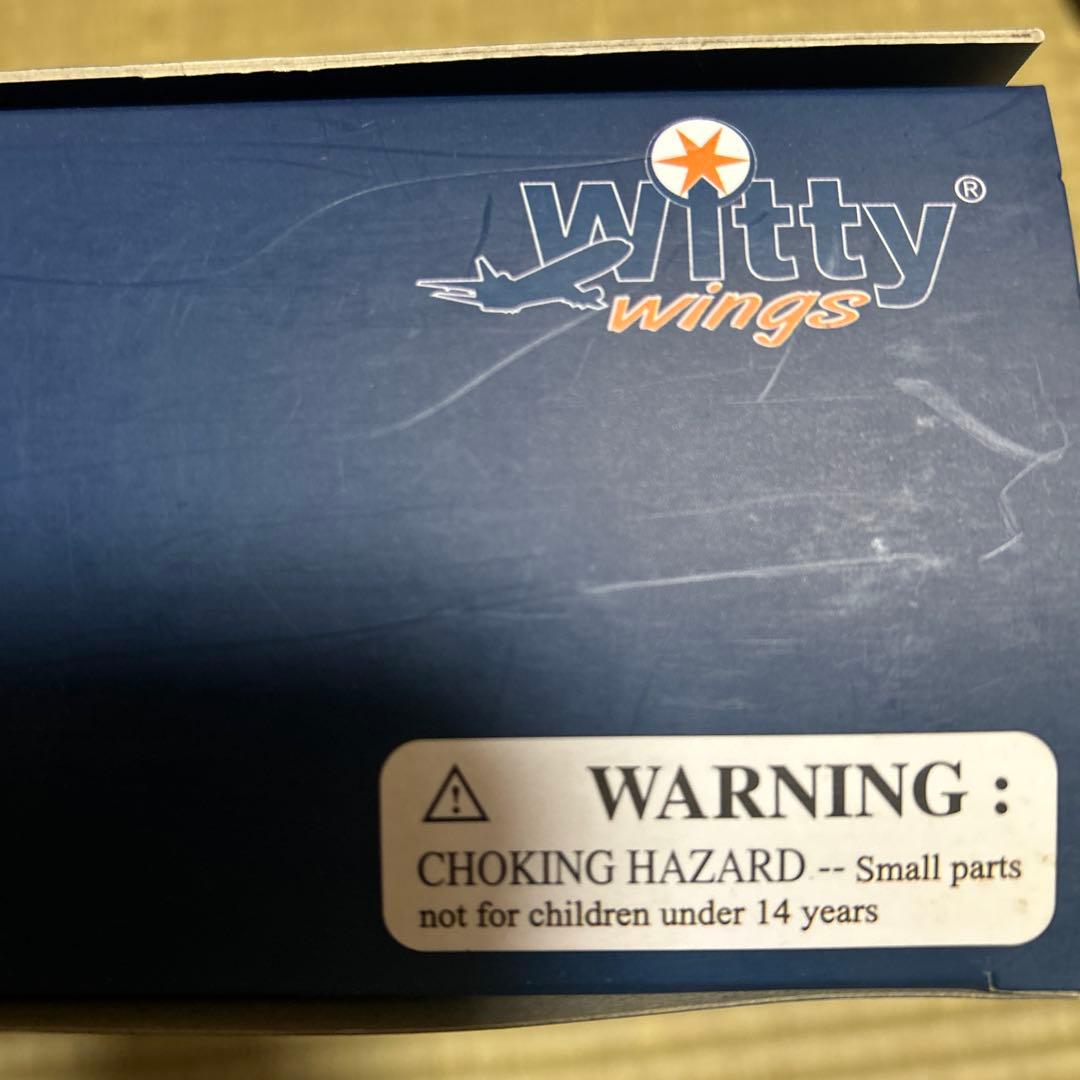 Witty®
wings
WARNING :
CHOKING HAZARD -- Small parts
not for children under 14 years